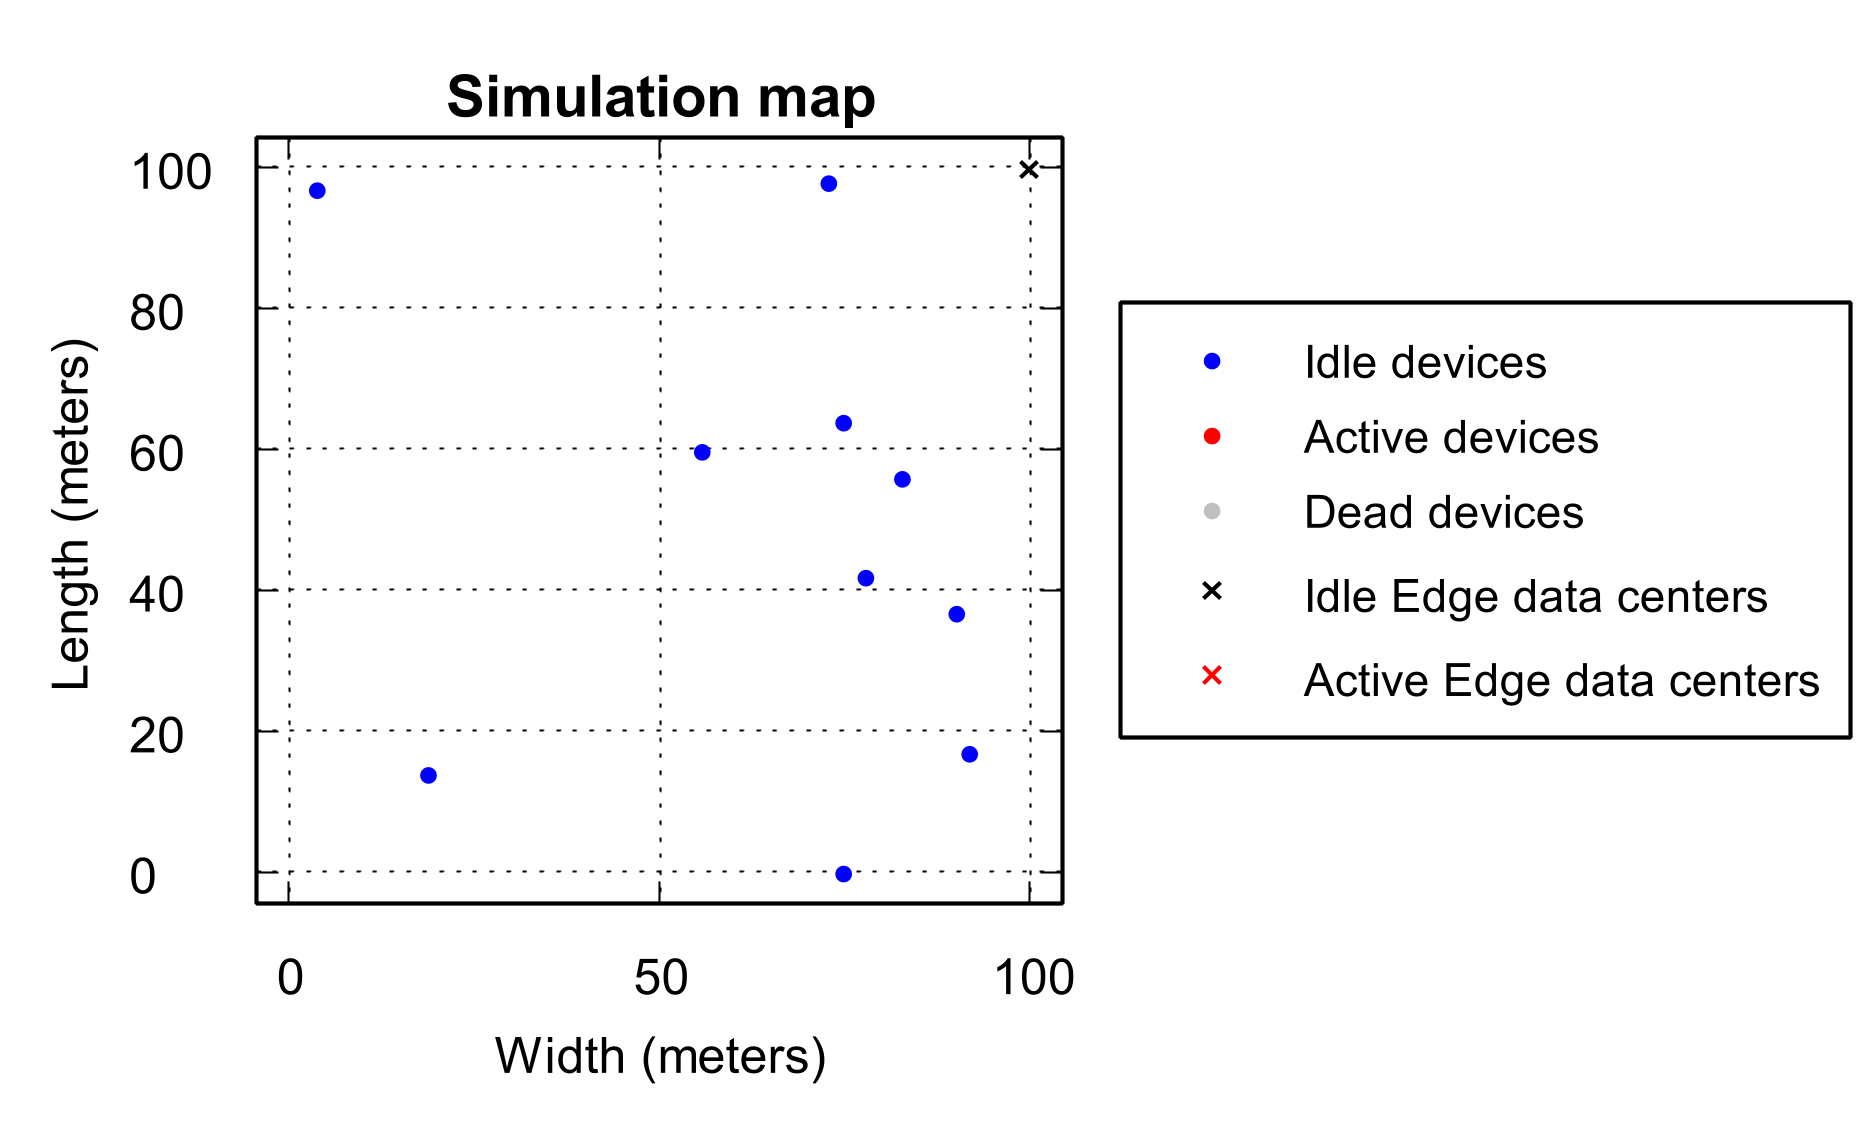 Simulation map
100
80
60
40
20
0
Length (meters)
0 50 100
Width (meters)
Idle devices
Active devices
Dead devices
Idle Edge data centers
Active Edge data centers